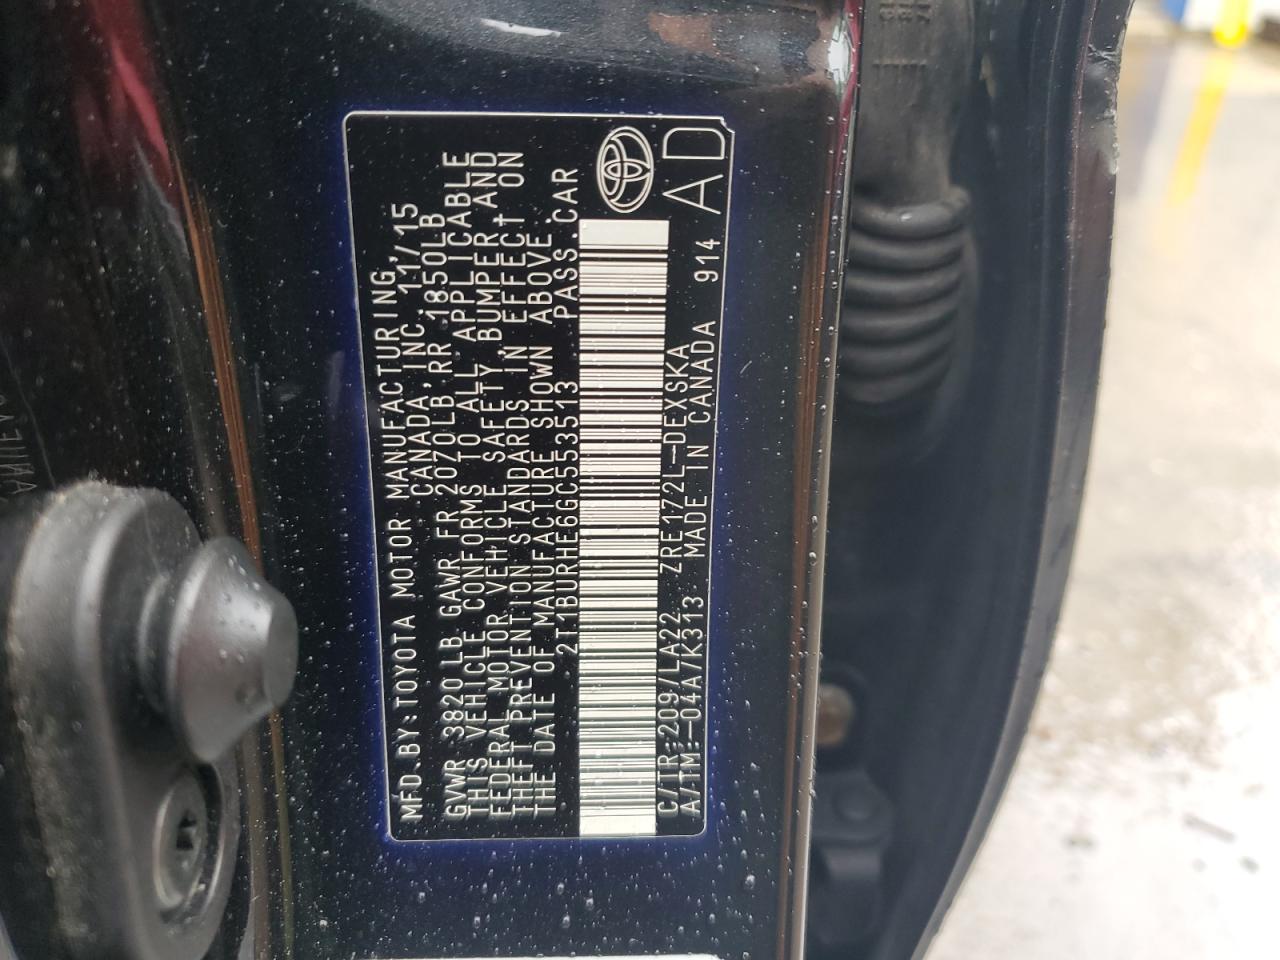 MFD.BY:TOYOTA MOTOR MANUFACTURING,
CANADA, INC. 11/15
GVWR 3820LB GAWR FR 2070LB,RR 1850LB
THIS VEHICLE CONFORMS TO ALL APPLICABLE
FEDERAL MOTOR VEHICLE SAFETY, BUMPER, AND
THEFT PREVENTION STANDARDS IN EFFECT ON
THE DATE OF MANUFACTURE SHOWN ABOVE.
2T1BURHE6GC553513 PASS.CAR
C/TR:209/LA22 ZRE172L-DEXSKA
A/TM:-04A/K313 MADE IN CANADA 914
AD